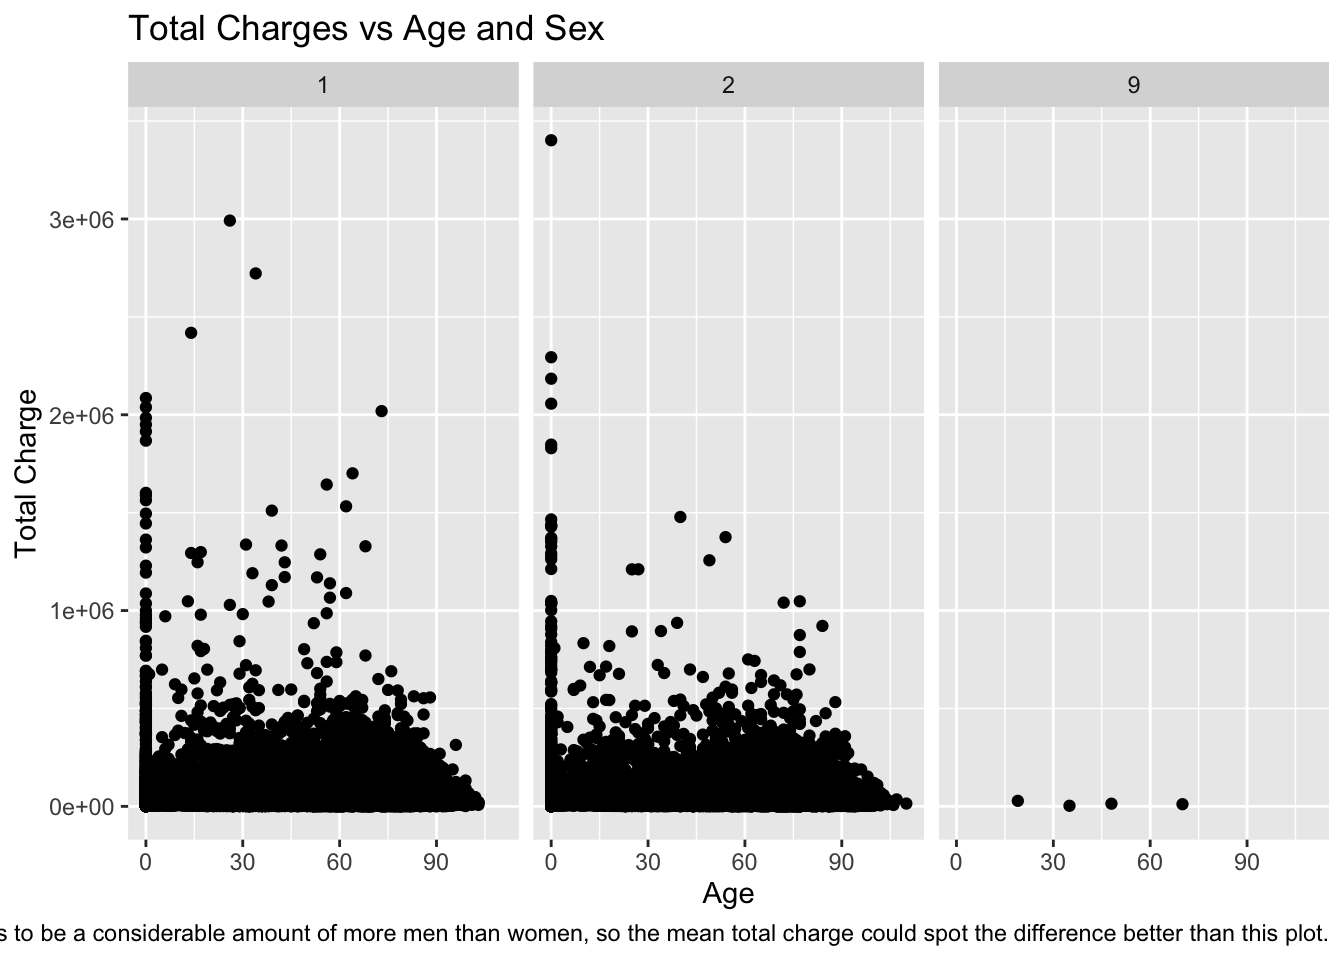 Total Charges vs Age and Sex
1 2 9
3e+06
2e+06
1e+06
0e+00
Total Charge
0 30 60 90 0 30 60 90 0 30 60 90
Age
s to be a considerable amount of more men than women, so the mean total charge could spot the difference better than this plot.